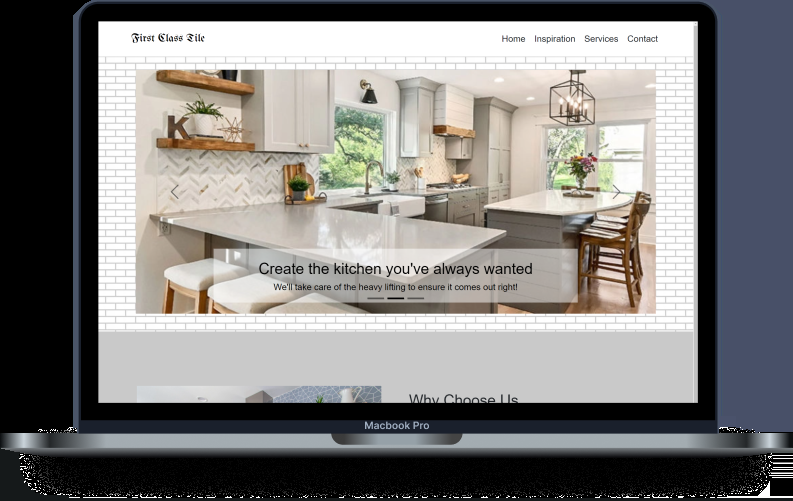 First Class Tile
Home Inspiration Services Contact
K
Create the kitchen you've always wanted
We'll take care of the heavy lifting to ensure it comes out right!
Why Choose Us
Macbook Pro